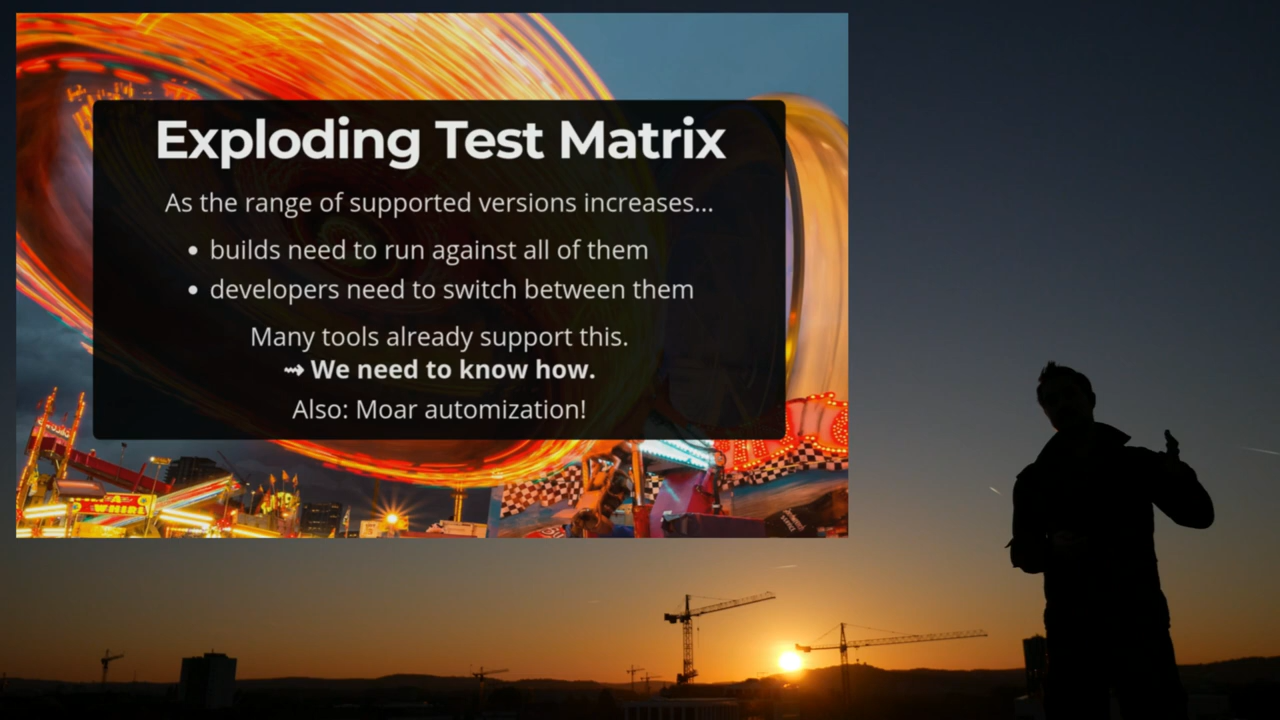 Exploding Test Matrix
As the range of supported versions increases...
• builds need to run against all of them
• developers need to switch between them
Many tools already support this.
⇝ We need to know how.
Also: Moar automization!
A
WHIRL